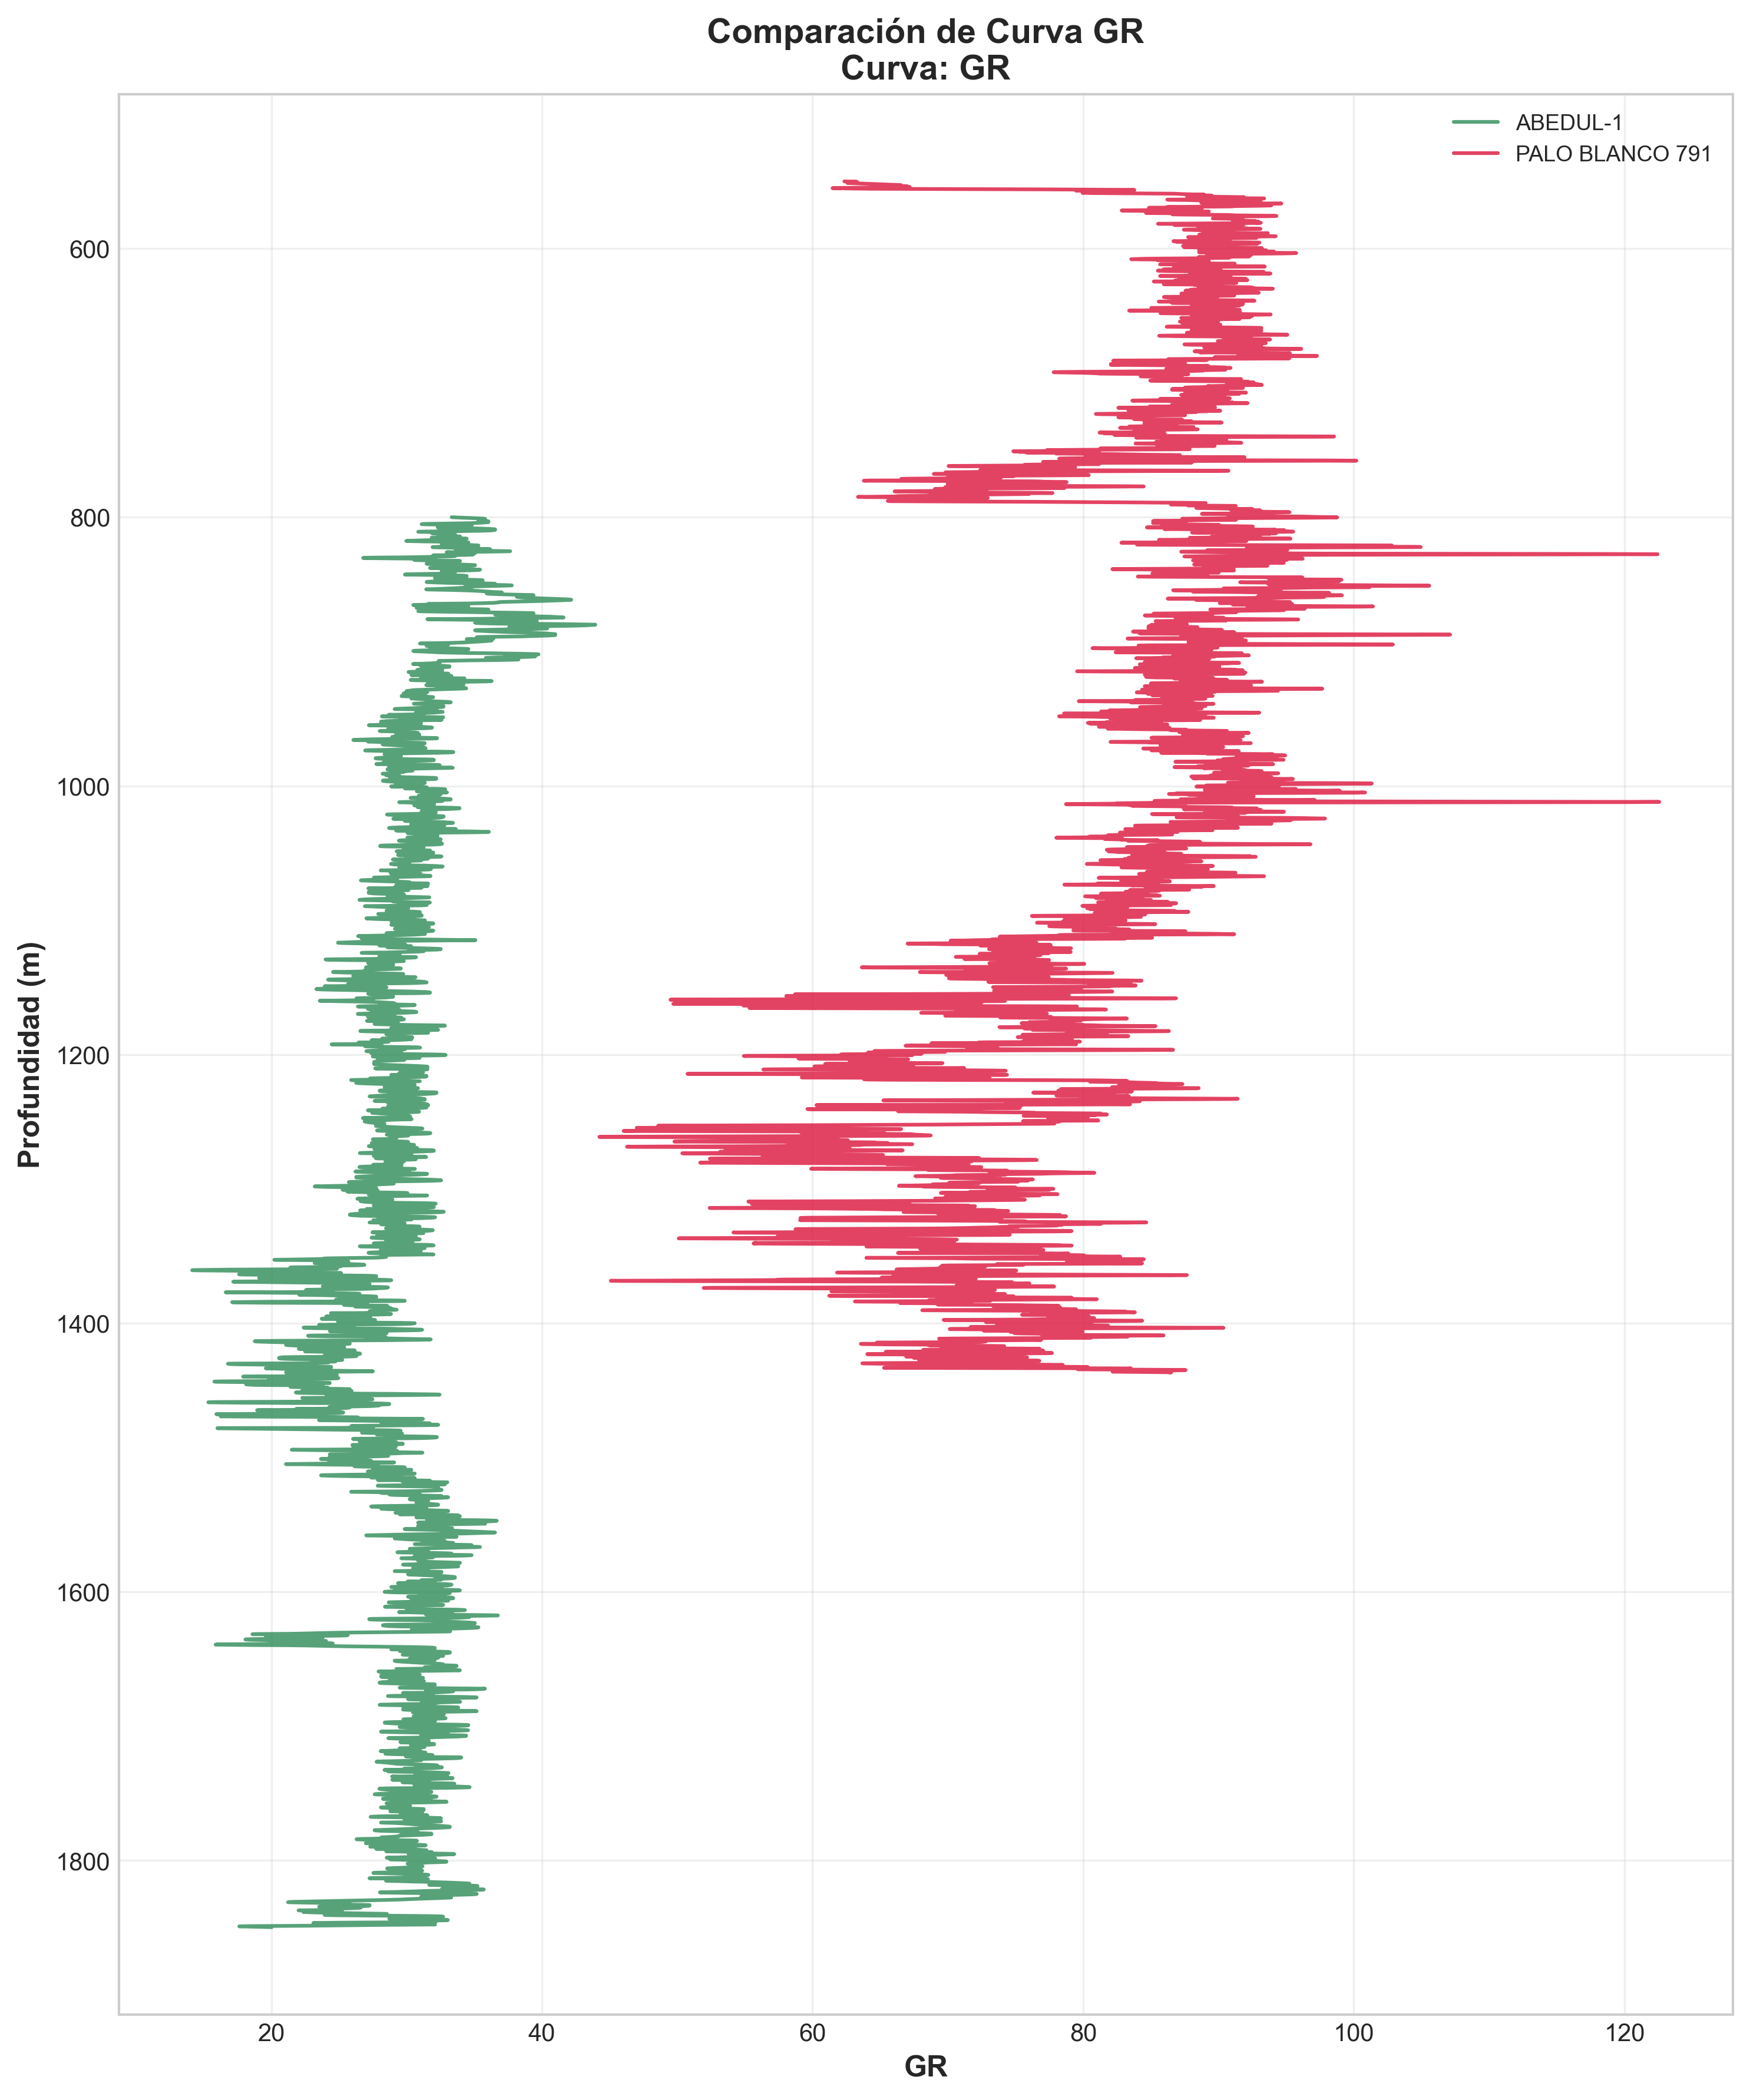 Comparación de Curva GR
Curva: GR
ABEDUL-1
PALO BLANCO 791
600
800
1000
1200
1400
1600
1800
Profundidad (m)
20
40
60
80
100
120
GR